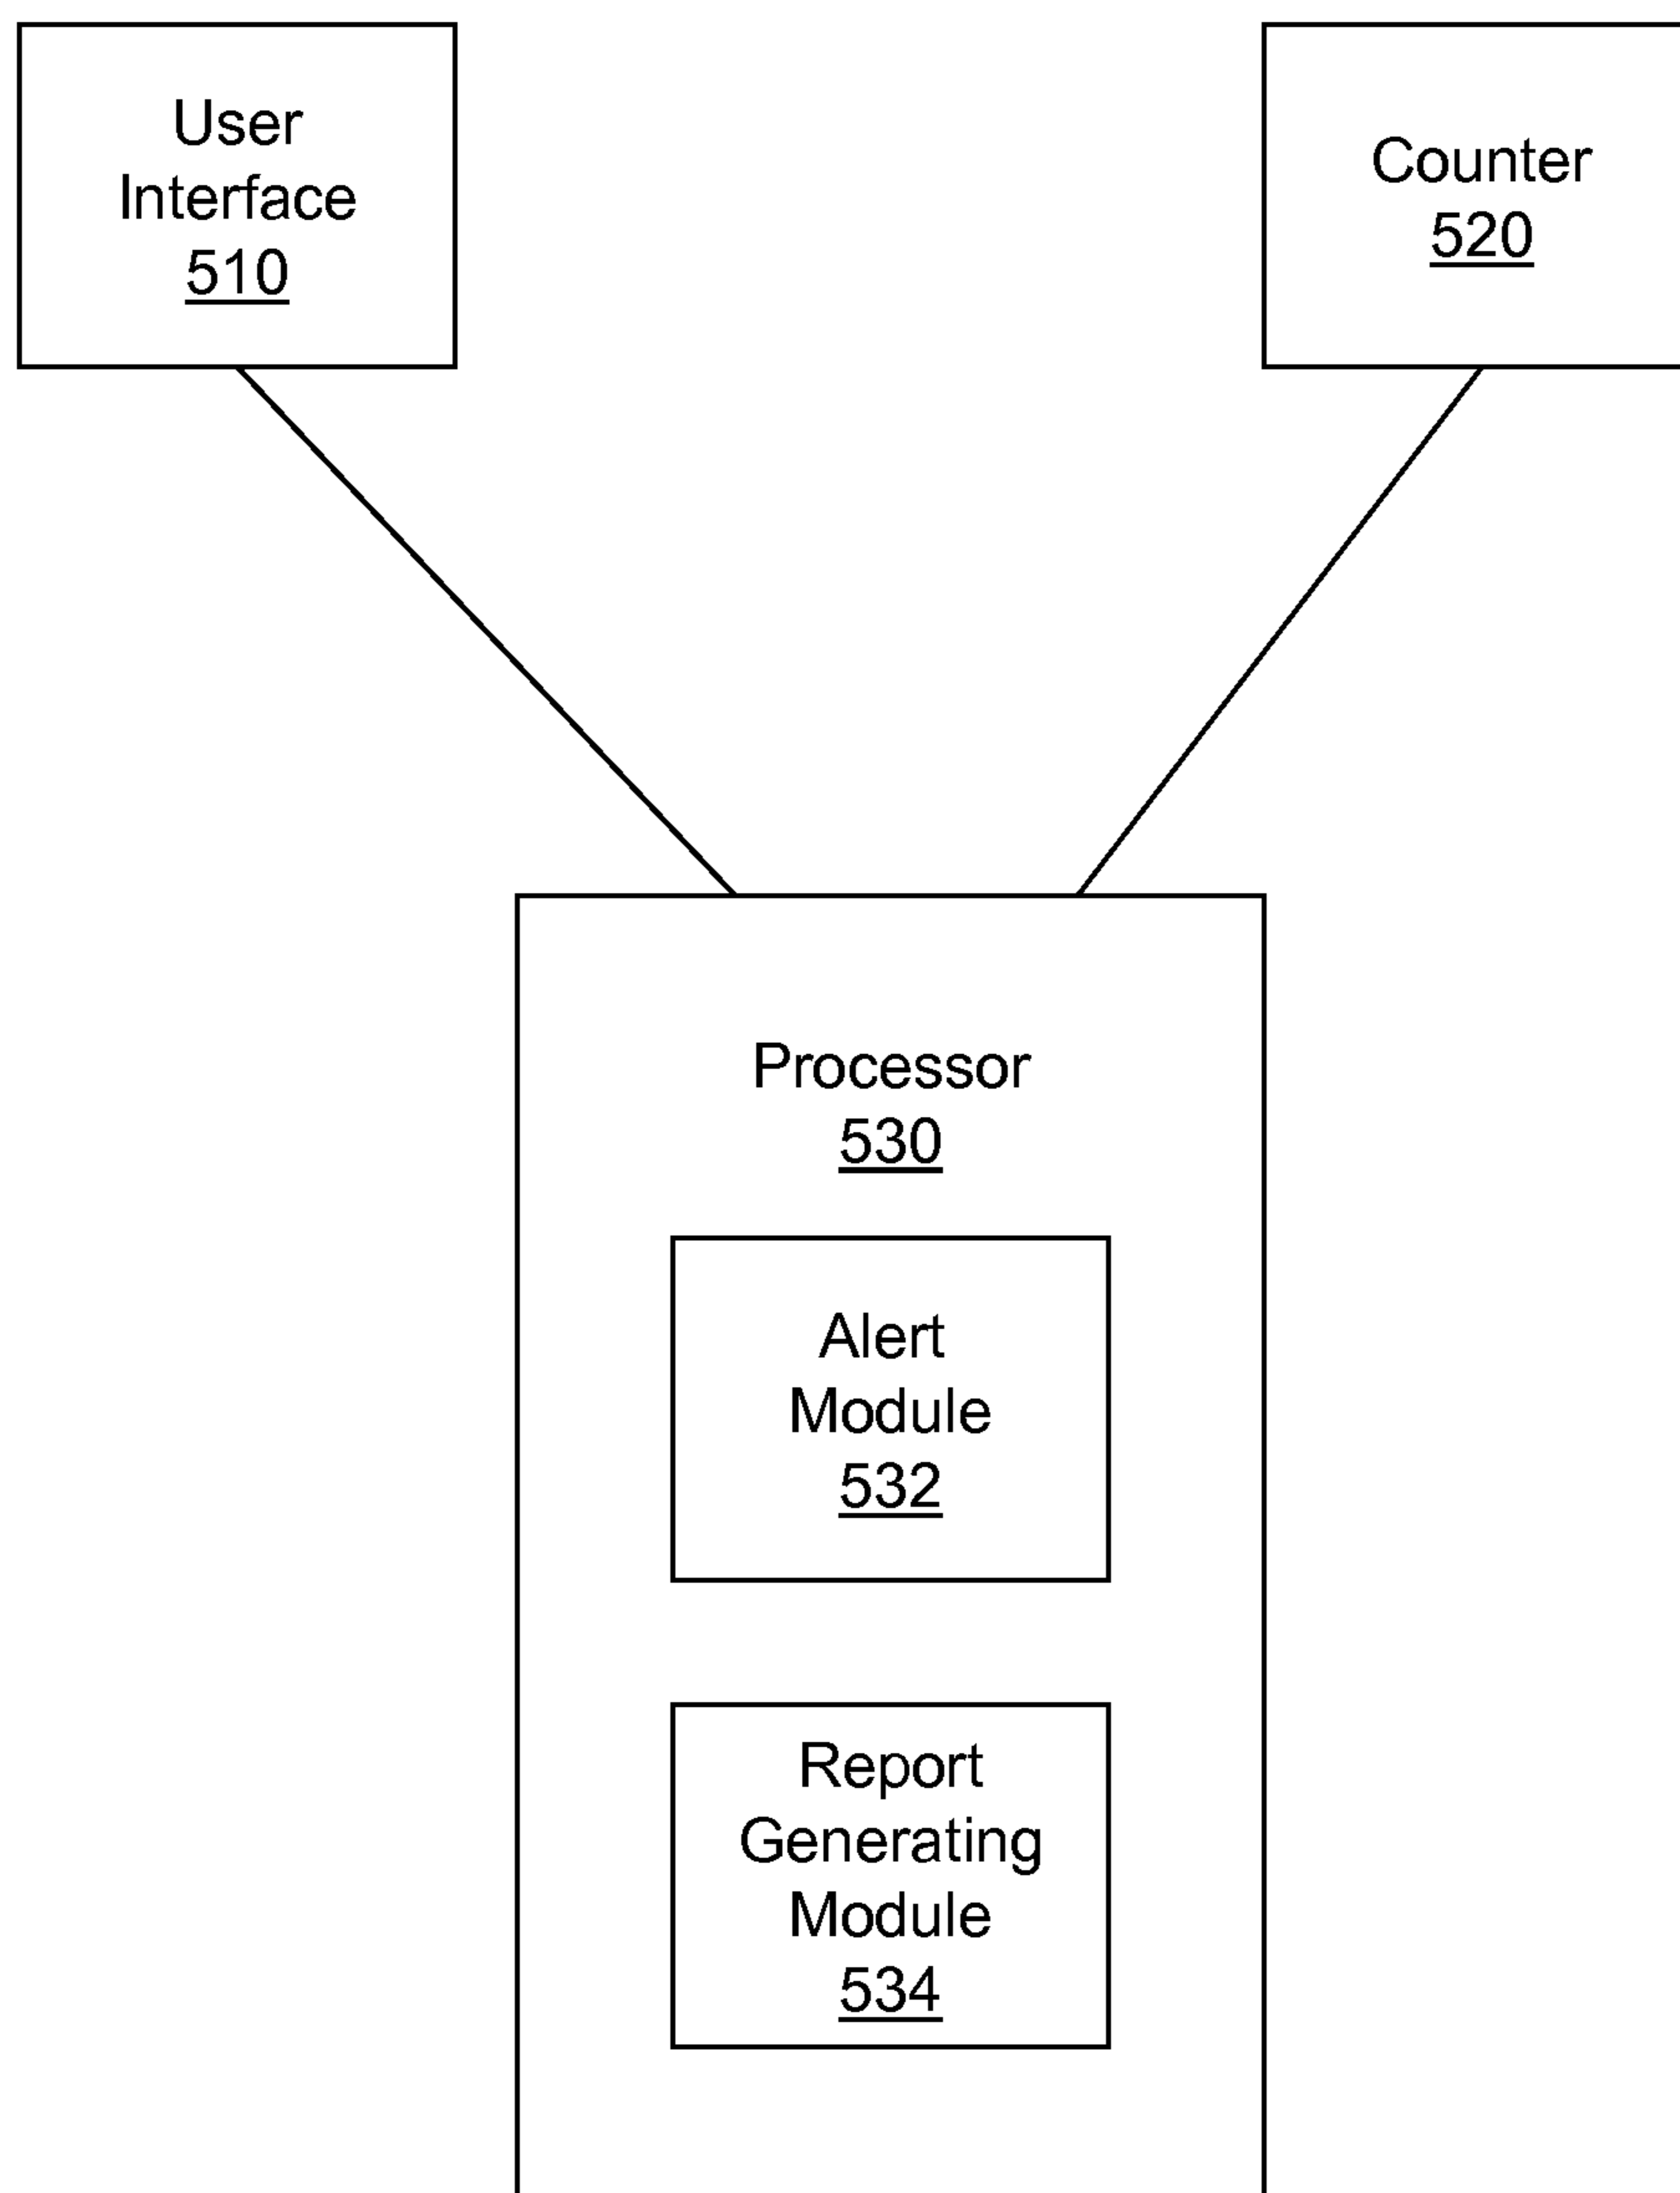 User
Interface
510
Counter
520
Processor
530
Alert
Module
532
Report
Generating
Module
534